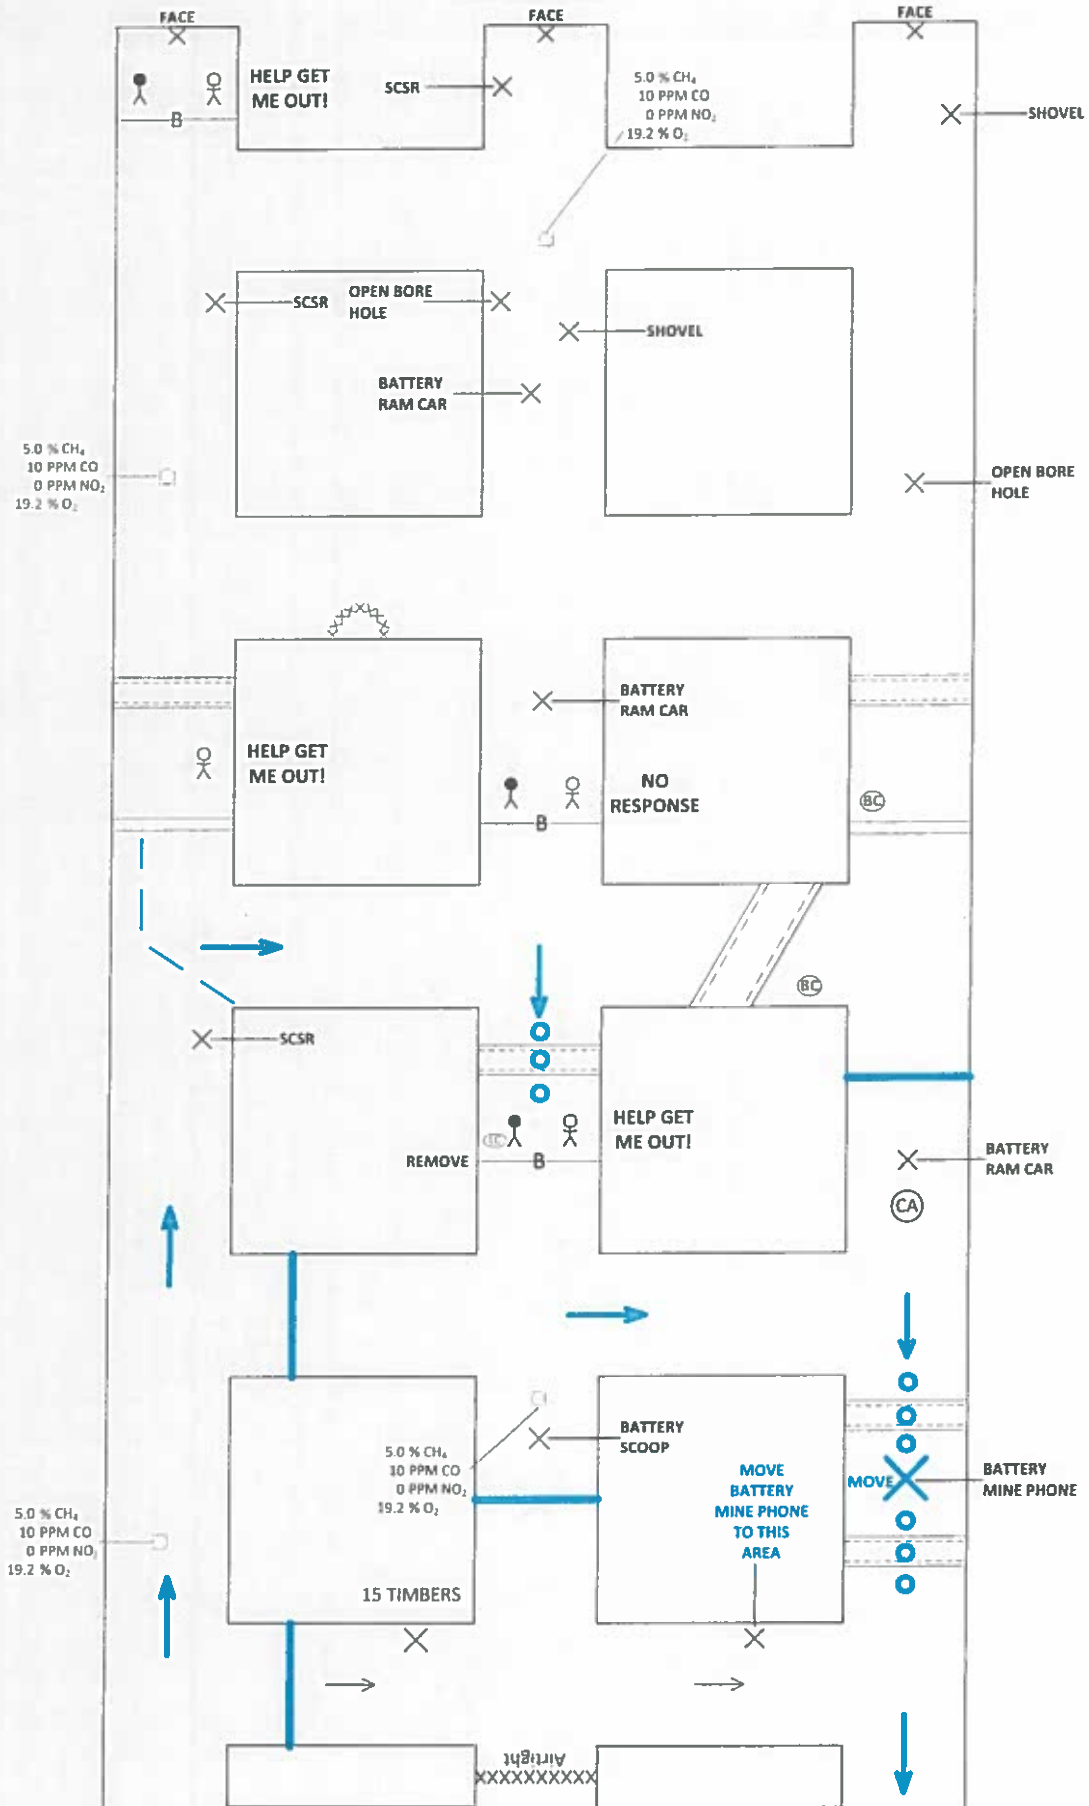 FACE
FACE
FACE
HELP GET
ME OUT!
SCSR
5.0 % CH₄
10 PPM CO
0 PPM NO₂
19.2 % O₂
SHOVEL
B
SCSR
OPEN BORE
HOLE
SHOVEL
BATTERY
RAM CAR
5.0 % CH₄
10 PPM CO
0 PPM NO₂
19.2 % O₂
OPEN BORE
HOLE
BATTERY
RAM CAR
HELP GET
ME OUT!
NO
RESPONSE
BC
B
BC
SCSR
HELP GET
ME OUT!
BC
REMOVE
B
BATTERY
RAM CAR
CA
BATTERY
SCOOP
5.0 % CH₄
10 PPM CO
0 PPM NO₂
19.2 % O₂
MOVE
BATTERY
MINE PHONE
TO THIS
AREA
MOVE
BATTERY
MINE PHONE
5.0 % CH₄
10 PPM CO
0 PPM NO₂
19.2 % O₂
15 TIMBERS
Airtight
XXXXXXXXXX